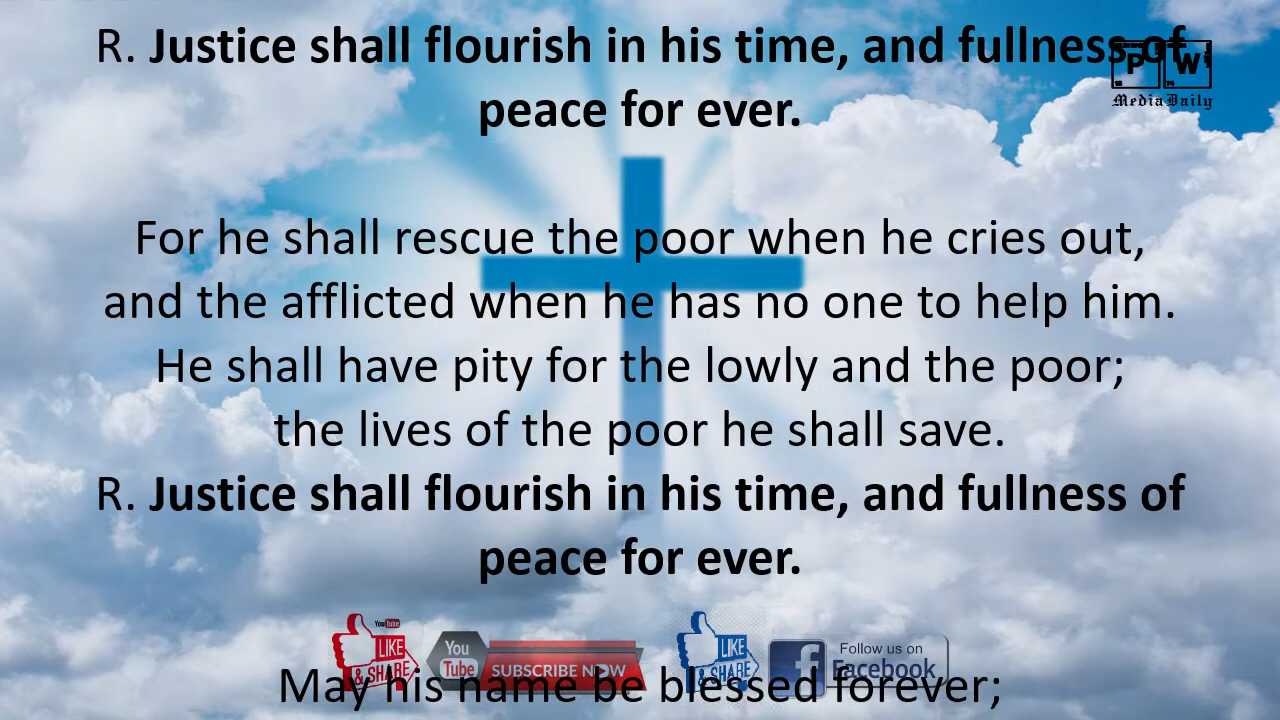 R. Justice shall flourish in his time, and fullness of
peace for ever.
P W
Media Daily
For he shall rescue the poor when he cries out,
and the afflicted when he has no one to help him.
He shall have pity for the lowly and the poor;
the lives of the poor he shall save.
R. Justice shall flourish in his time, and fullness of
peace for ever.
YouTube
LIKE
& SHARE
You
Tube
SUBSCRIBE NOW
LIKE
& SHARE
Follow us on
Facebook
May his name be blessed forever;